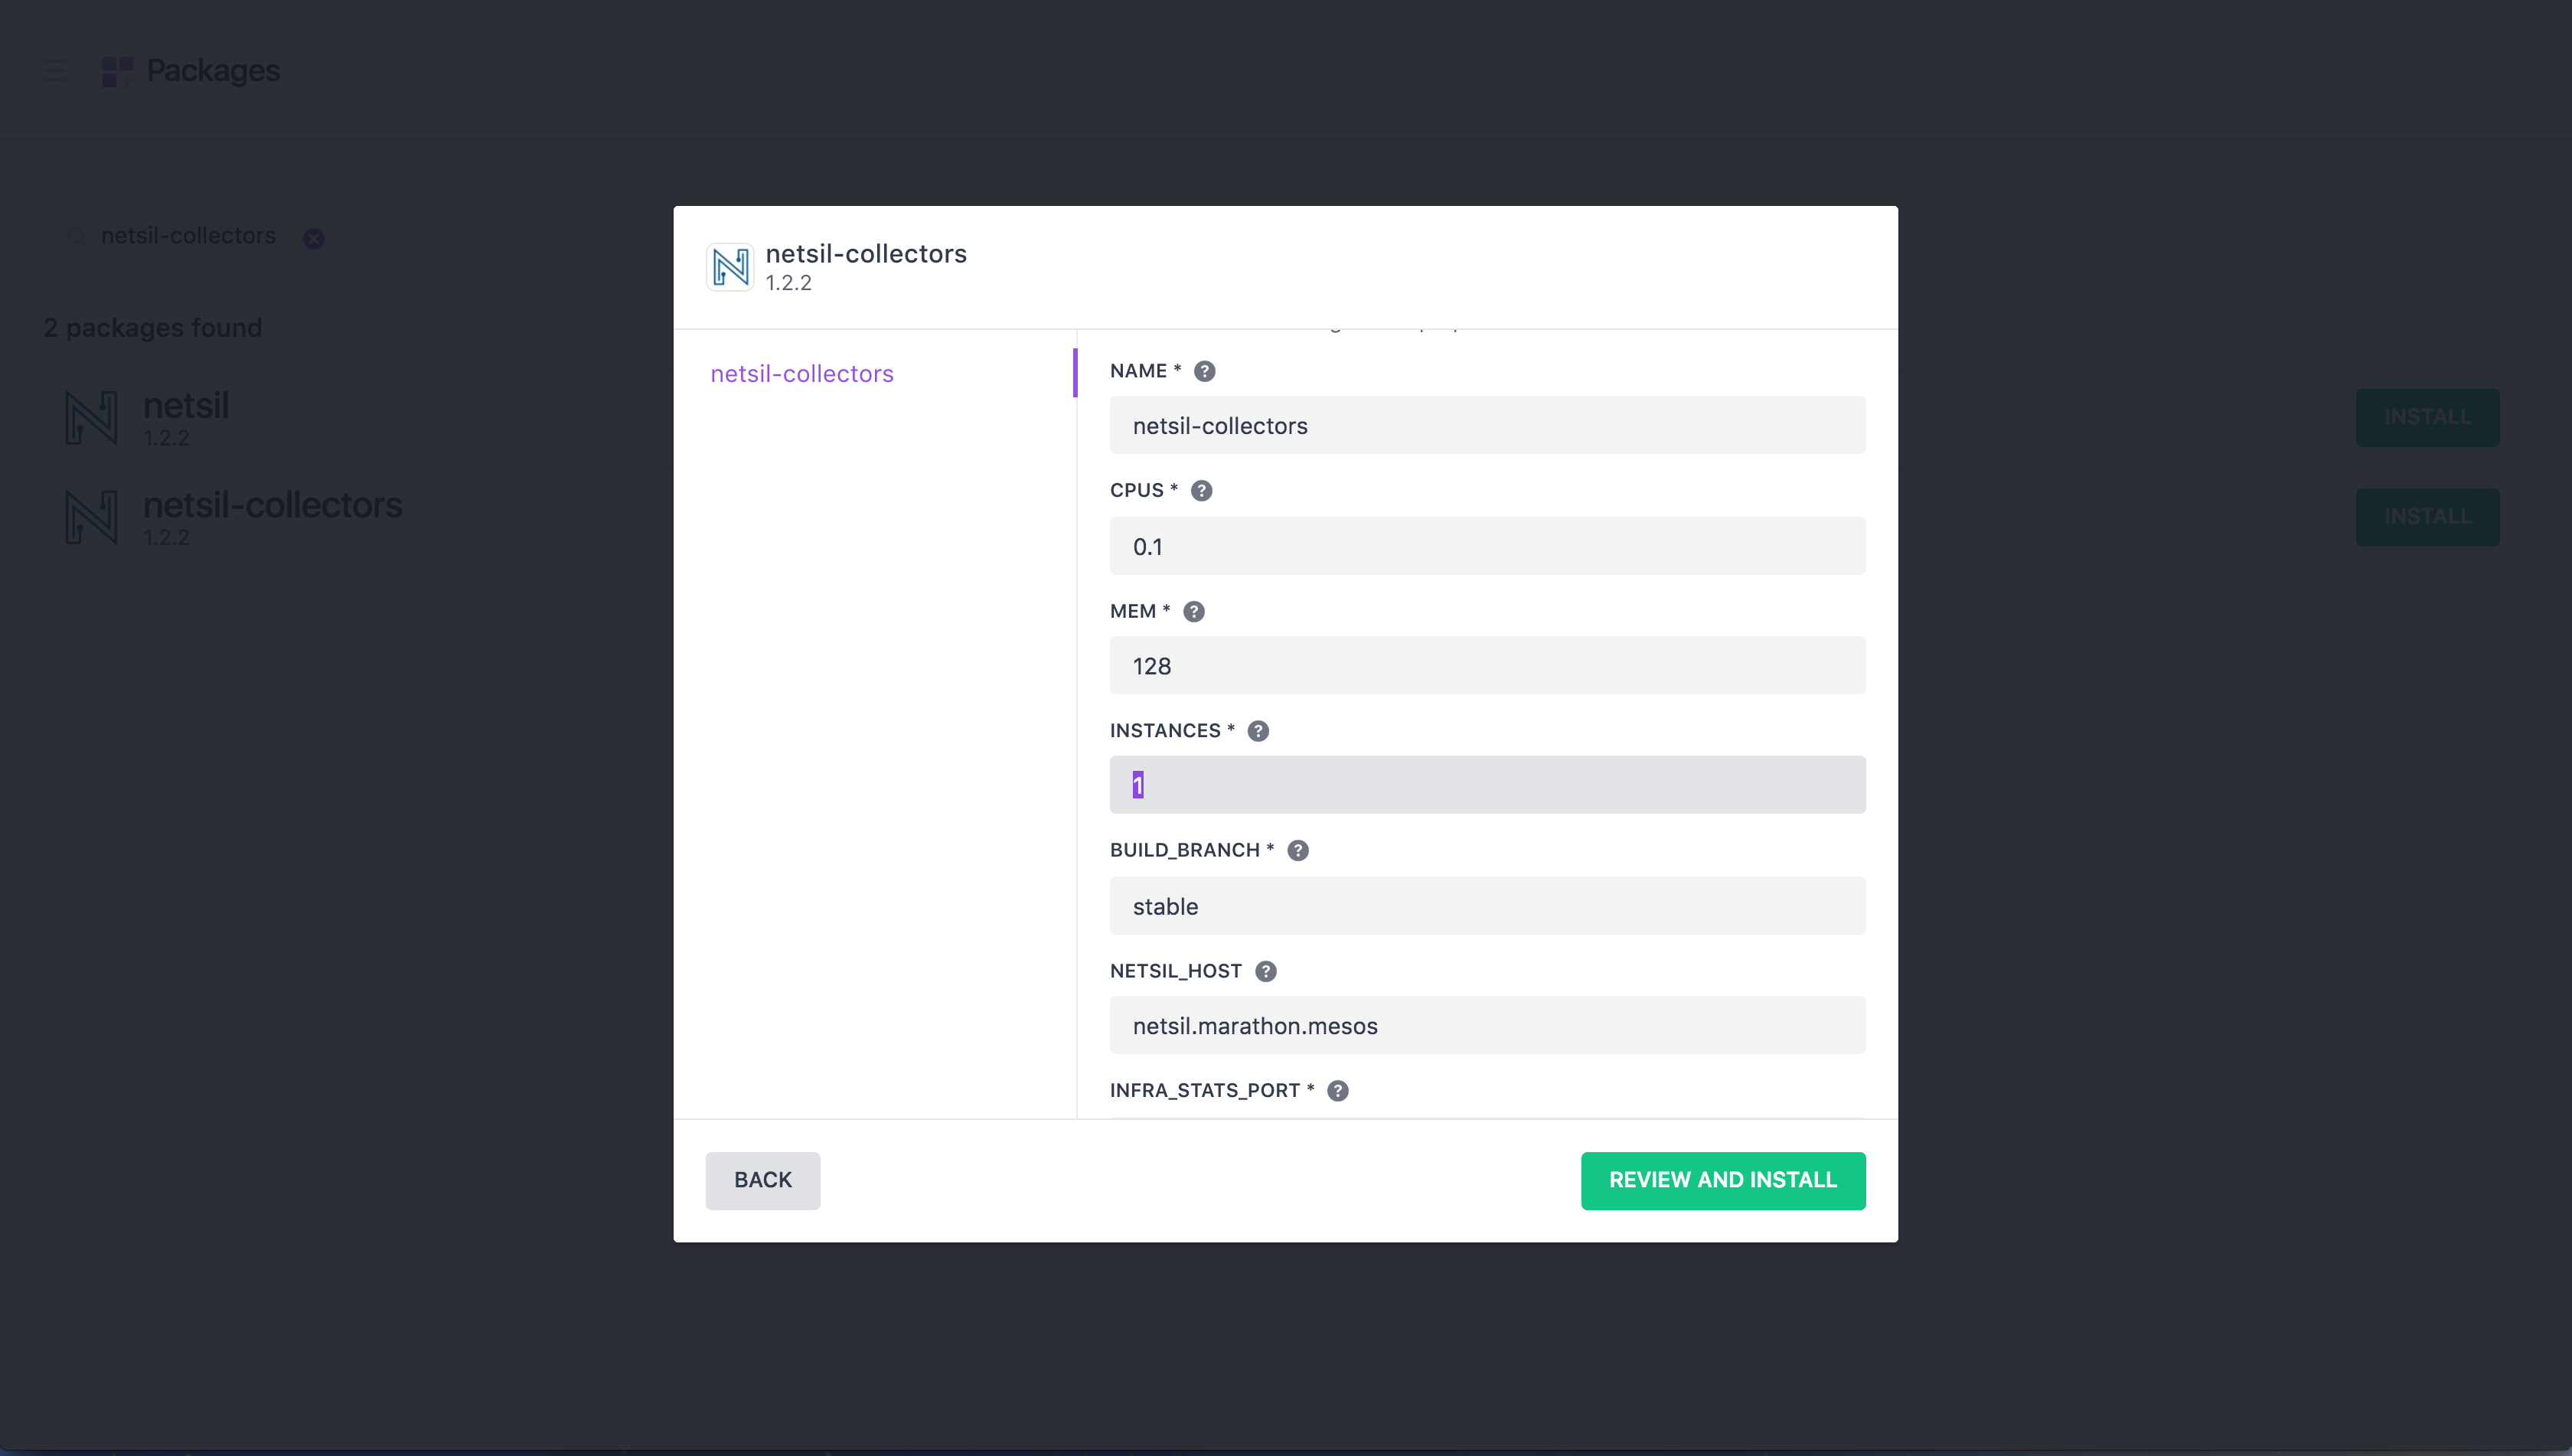 Packages
netsil-collectors
2 packages found
netsil
1.2.2
INSTALL
netsil-collectors
1.2.2
INSTALL
netsil-collectors
1.2.2
netsil-collectors
NAME *
netsil-collectors
CPUS *
0.1
MEM *
128
INSTANCES *
1
BUILD_BRANCH *
stable
NETSIL_HOST
netsil.marathon.mesos
INFRA_STATS_PORT *
BACK
REVIEW AND INSTALL